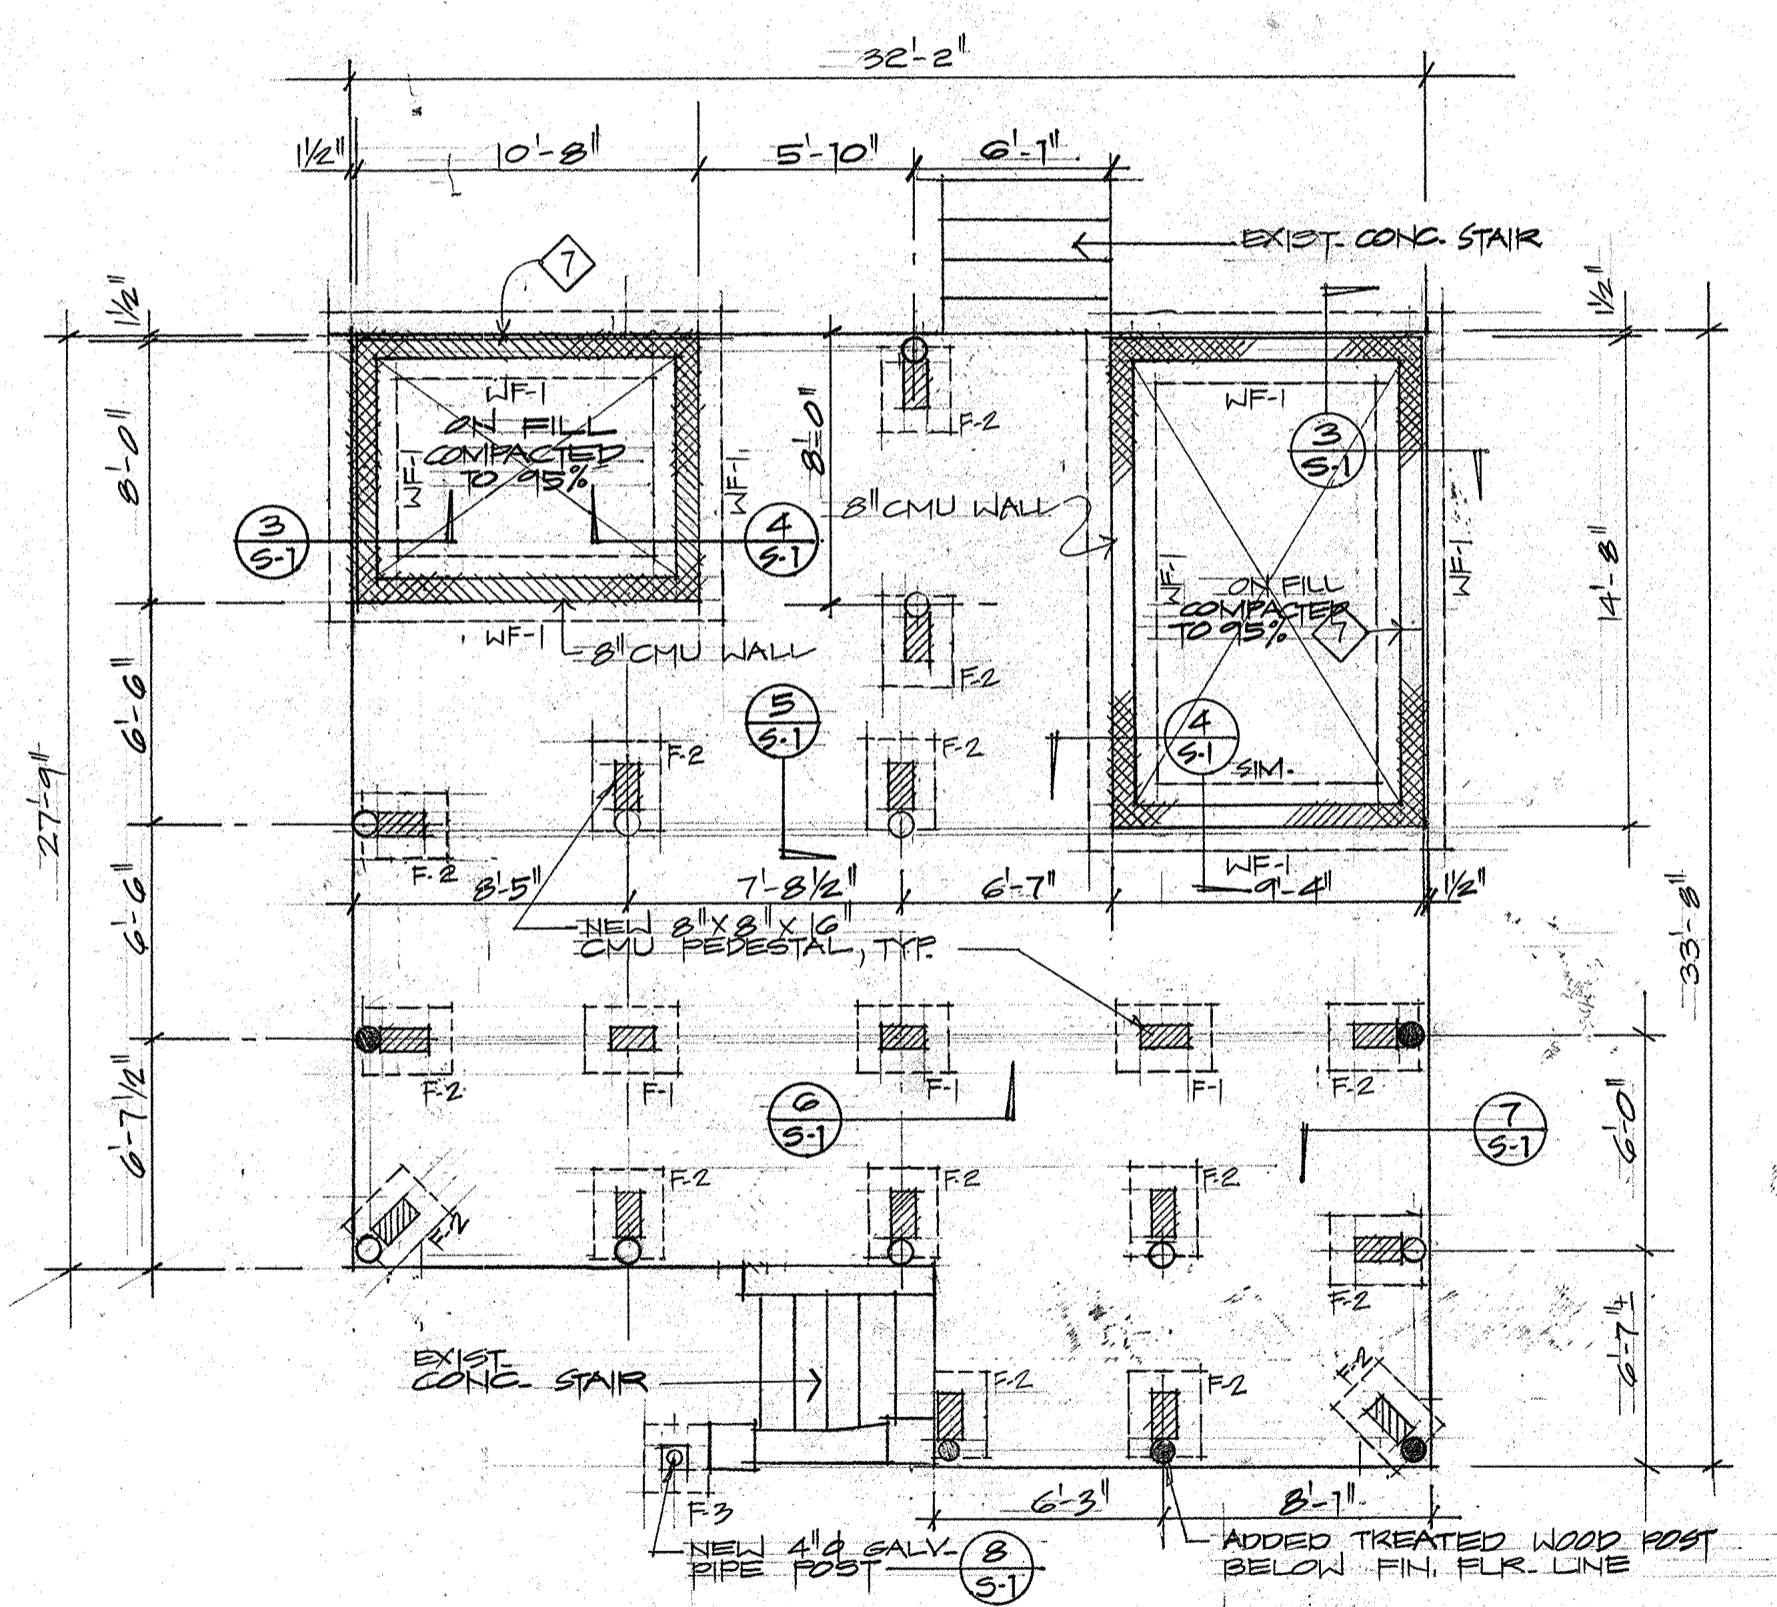 32'-2"
1½" 10'-8" 5'-10" 6'-1"
EXIST. CONC. STAIR
7
1½"
1½"
8'-0"
8'-0"
WF-1
ON FILL
COMPACTED
TO 95%
WF-1
WF-1
F-2
WF-1
3
S-1
8" CMU WALL
3
S-1
4
S-1
WF-1
WF-1
14'-8"
ON FILL
COMPACTED
TO 95%
7
WF-1
8" CMU WALL
F-2
6'-6"
5
S-1
4
S-1
SIM.
F-2
F-2
27'-9"
F-2
WF-1
8'-5" 7'-8½" 6'-7" 9'-4" 1½"
6'-6"
NEW 8"X8"X16"
CMU PEDESTAL, TYP.
33'-8"
F-2 F-1 F-1 F-1 F-2
6'-7½"
6
S-1
7
S-1
6'-0"
F-2
F-2 F-2 F-2
F-2
EXIST.
CONC. STAIR
F-2 F-2 F-2
6'-7"±
F-3
6'-3" 8'-1"
NEW 4"φ GALV.
PIPE POST
8
S-1
ADDED TREATED WOOD POST
BELOW FIN. FLR. LINE